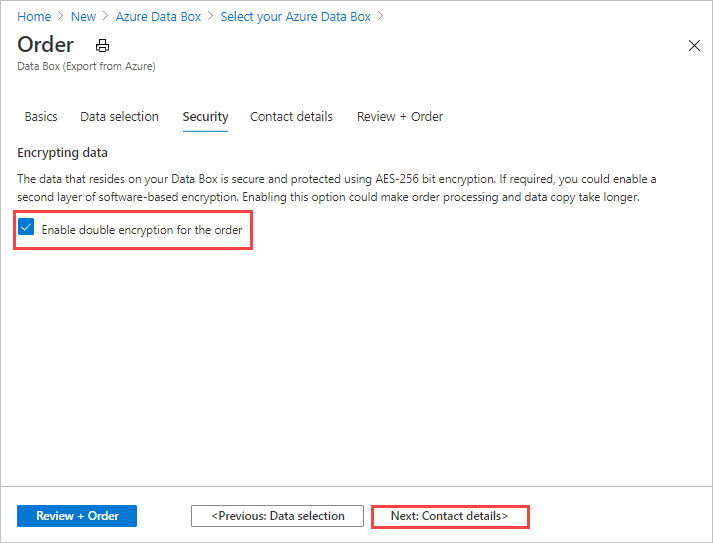 Home > New > Azure Data Box > Select your Azure Data Box >
Order
Data Box (Export from Azure)
Basics Data selection Security Contact details Review + Order
Encrypting data
The data that resides on your Data Box is secure and protected using AES-256 bit encryption. If required, you could enable a
second layer of software-based encryption. Enabling this option could make order processing and data copy take longer.
Enable double encryption for the order
Review + Order <Previous: Data selection Next: Contact details>